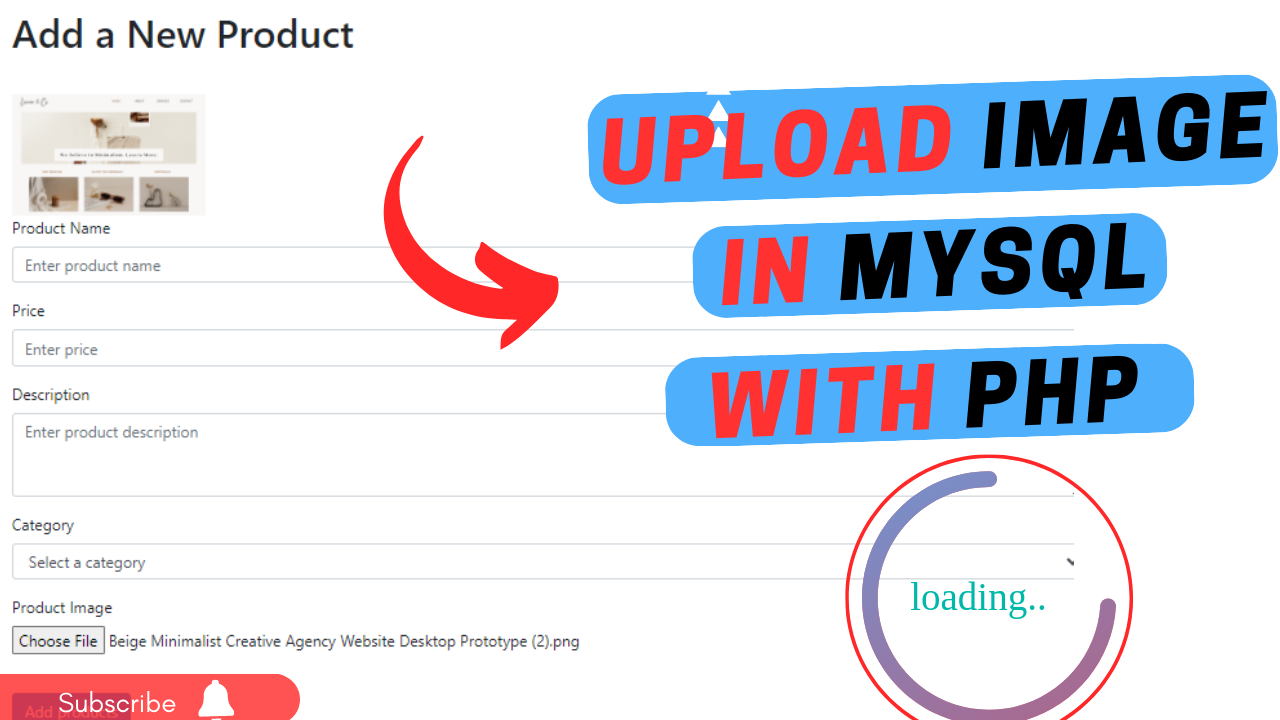 Add a New Product
UPLOAD IMAGE
IN MYSQL
WITH PHP
Product Name
Enter product name
Price
Enter price
Description
Enter product description
Category
Select a category
Product Image
Choose File Beige Minimalist Creative Agency Website Desktop Prototype (2).png
loading..
Subscribe
Add products